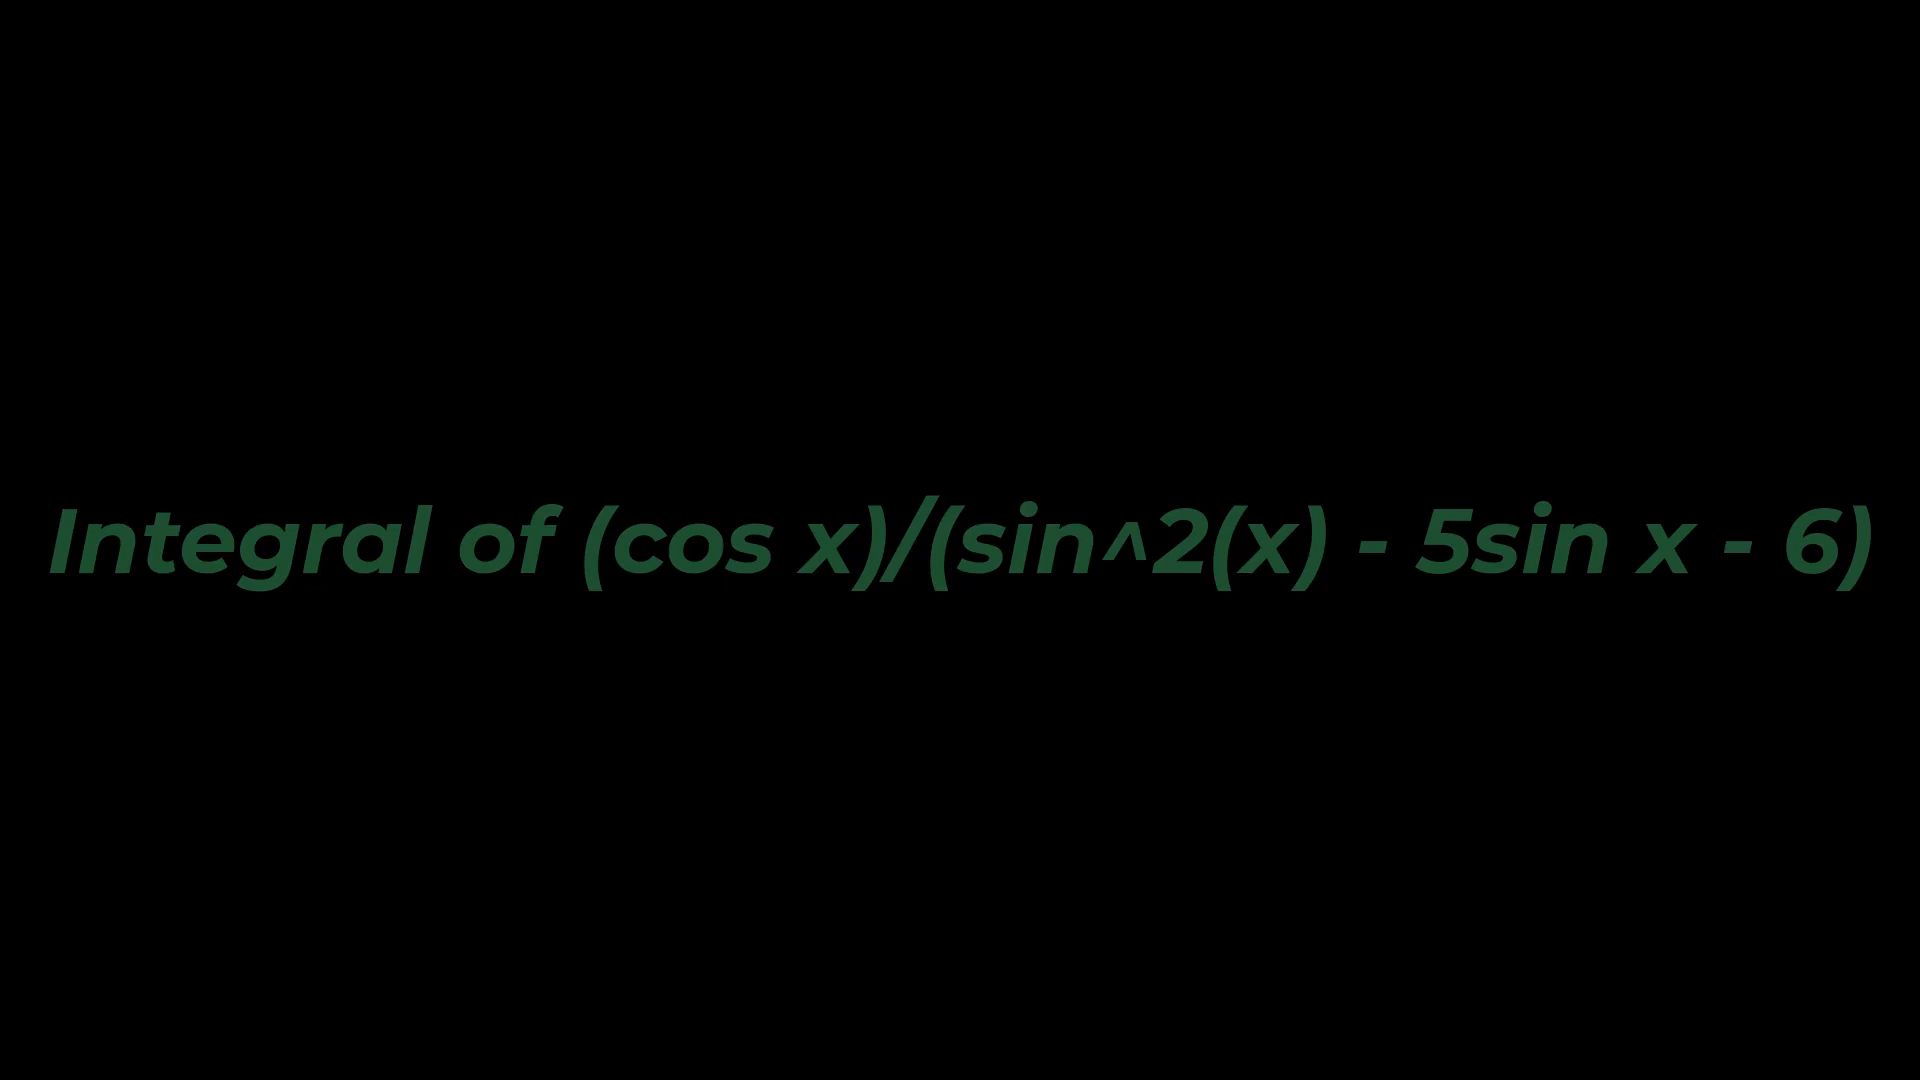 Integral of (cos x)/(sin^2(x) - 5sin x - 6)